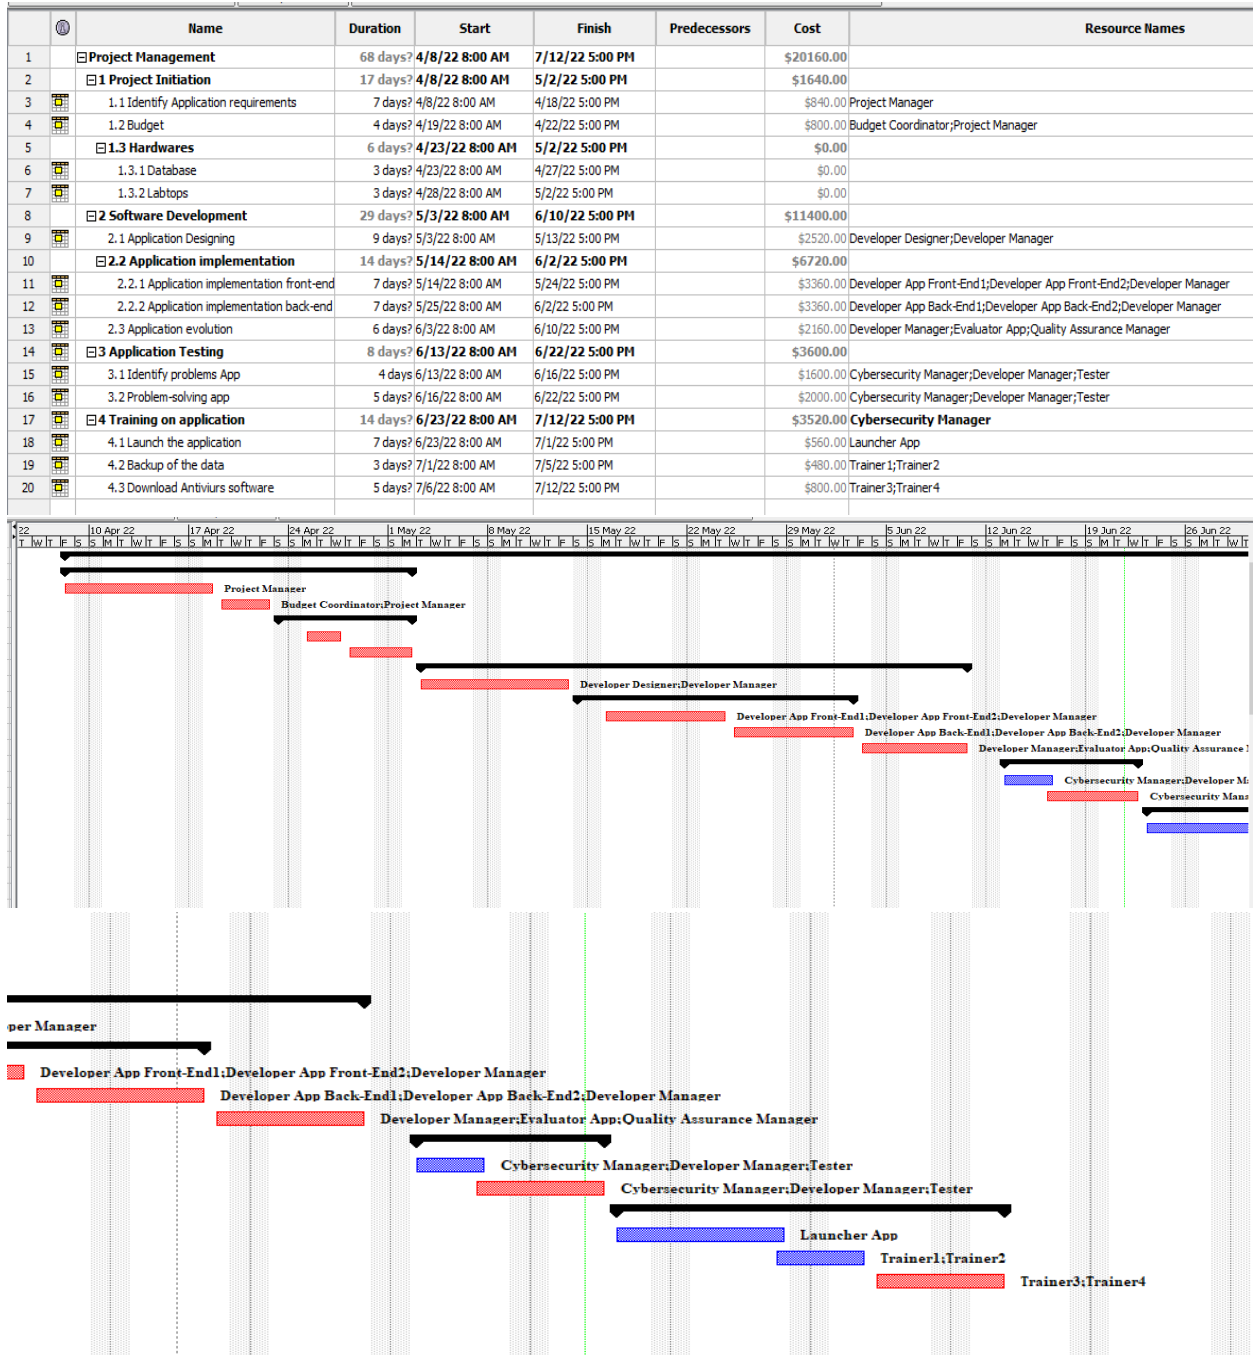 Name Duration Start Finish Predecessors Cost Resource Names
1 Project Management 68 days? 4/8/22 8:00 AM 7/12/22 5:00 PM $20160.00
2 1 Project Initiation 17 days? 4/8/22 8:00 AM 5/2/22 5:00 PM $1640.00
3 1.1 Identify Application requirements 7 days? 4/8/22 8:00 AM 4/18/22 5:00 PM $840.00 Project Manager
4 1.2 Budget 4 days? 4/19/22 8:00 AM 4/22/22 5:00 PM $800.00 Budget Coordinator;Project Manager
5 1.3 Hardwares 6 days? 4/23/22 8:00 AM 5/2/22 5:00 PM $0.00
6 1.3.1 Database 3 days? 4/23/22 8:00 AM 4/27/22 5:00 PM $0.00
7 1.3.2 Labtops 3 days? 4/28/22 8:00 AM 5/2/22 5:00 PM $0.00
8 2 Software Development 29 days? 5/3/22 8:00 AM 6/10/22 5:00 PM $11400.00
9 2.1 Application Designing 9 days? 5/3/22 8:00 AM 5/13/22 5:00 PM $2520.00 Developer Designer;Developer Manager
10 2.2 Application implementation 14 days? 5/14/22 8:00 AM 6/2/22 5:00 PM $6720.00
11 2.2.1 Application implementation front-end 7 days? 5/14/22 8:00 AM 5/24/22 5:00 PM $3360.00 Developer App Front-End1;Developer App Front-End2;Developer Manager
12 2.2.2 Application implementation back-end 7 days? 5/25/22 8:00 AM 6/2/22 5:00 PM $3360.00 Developer App Back-End1;Developer App Back-End2;Developer Manager
13 2.3 Application evolution 6 days? 6/3/22 8:00 AM 6/10/22 5:00 PM $2160.00 Developer Manager;Evaluator App;Quality Assurance Manager
14 3 Application Testing 8 days? 6/13/22 8:00 AM 6/22/22 5:00 PM $3600.00
15 3.1 Identify problems App 4 days 6/13/22 8:00 AM 6/16/22 5:00 PM $1600.00 Cybersecurity Manager;Developer Manager;Tester
16 3.2 Problem-solving app 5 days? 6/16/22 8:00 AM 6/22/22 5:00 PM $2000.00 Cybersecurity Manager;Developer Manager;Tester
17 4 Training on application 14 days? 6/23/22 8:00 AM 7/12/22 5:00 PM $3520.00 Cybersecurity Manager
18 4.1 Launch the application 7 days? 6/23/22 8:00 AM 7/1/22 5:00 PM $560.00 Launcher App
19 4.2 Backup of the data 3 days? 7/1/22 8:00 AM 7/5/22 5:00 PM $480.00 Trainer1;Trainer2
20 4.3 Download Antiviurs software 5 days? 7/6/22 8:00 AM 7/12/22 5:00 PM $800.00 Trainer3;Trainer4
22 10 Apr 22 17 Apr 22 24 Apr 22 1 May 22 8 May 22 15 May 22 22 May 22 29 May 22 5 Jun 22 12 Jun 22 19 Jun 22 26 Jun 22
T W T F S S M T W T F S S M T W T F S S M T W T F S S M T W T F S S M T W T F S S M T W T F S S M T W T F S S M T W T F S S M T W T F S S M T W T F S S M T W T F S S M T W T
Project Manager
Budget Coordinator;Project Manager
Developer Designer;Developer Manager
Developer App Front-End1;Developer App Front-End2;Developer Manager
Developer App Back-End1;Developer App Back-End2;Developer Manager
Developer Manager;Evaluator App;Quality Assurance
Cybersecurity Manager;Developer
Cybersecurity
per Manager
Developer App Front-End1;Developer App Front-End2;Developer Manager
Developer App Back-End1;Developer App Back-End2;Developer Manager
Developer Manager;Evaluator App;Quality Assurance Manager
Cybersecurity Manager;Developer Manager;Tester
Cybersecurity Manager;Developer Manager;Tester
Launcher App
Trainer1;Trainer2
Trainer3;Trainer4